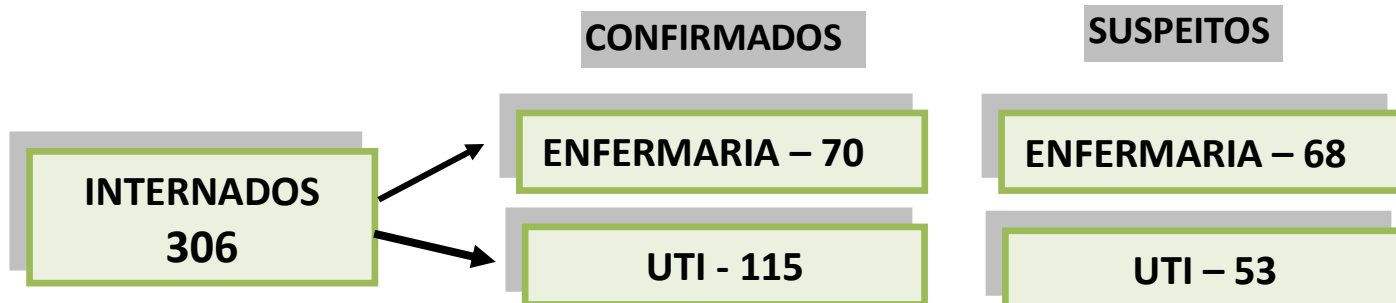 CONFIRMADOS
SUSPEITOS
INTERNADOS
306
ENFERMARIA – 70
ENFERMARIA – 68
UTI - 115
UTI – 53